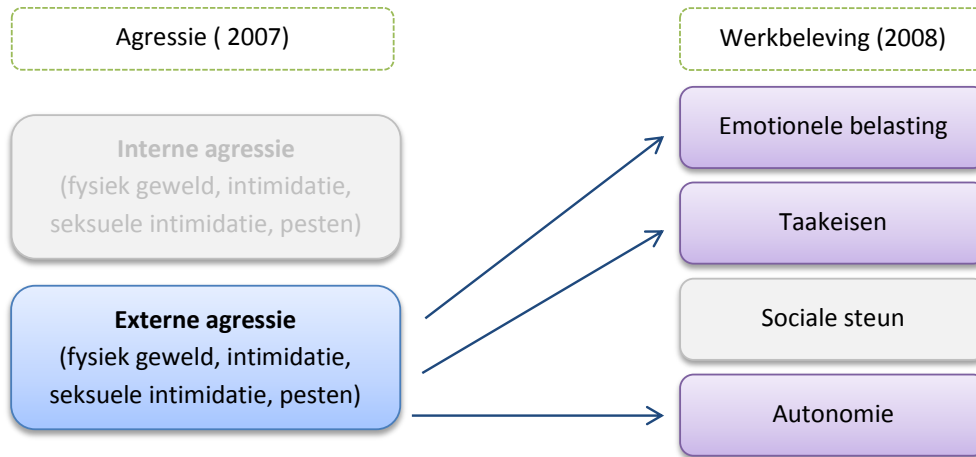 Agressie ( 2007)
Werkbeleving (2008)
Interne agressie
(fysiek geweld, intimidatie,
seksuele intimidatie, pesten)
Externe agressie
(fysiek geweld, intimidatie,
seksuele intimidatie, pesten)
Emotionele belasting
Taakeisen
Sociale steun
Autonomie